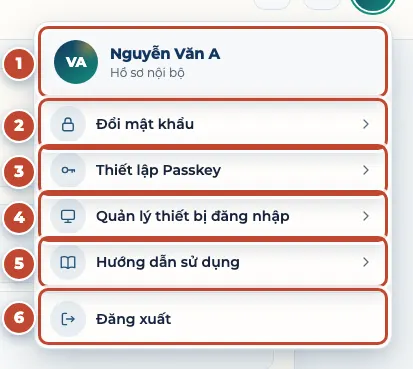 1
VA
Nguyễn Văn A
Hồ sơ nội bộ
2
Đổi mật khẩu
3
Thiết lập Passkey
4
Quản lý thiết bị đăng nhập
5
Hướng dẫn sử dụng
6
Đăng xuất